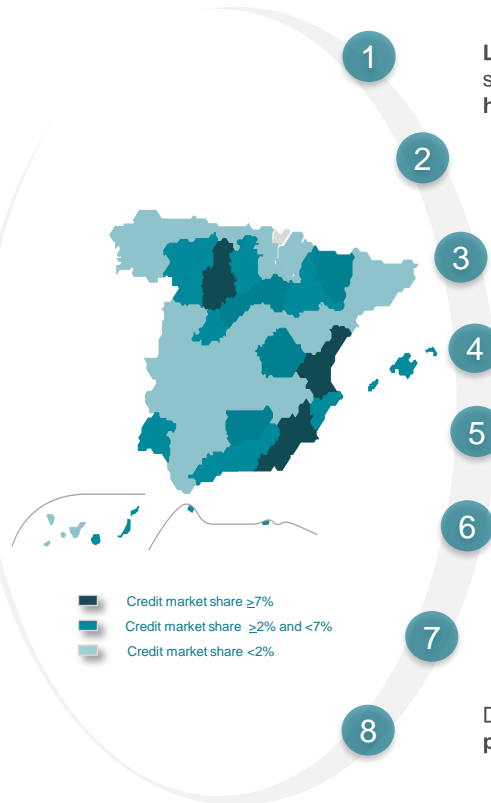 1
L
s
h
2
3
4
5
6
Credit market share ≥7%
Credit market share ≥2% and <7%
Credit market share <2%
7
8
D
p